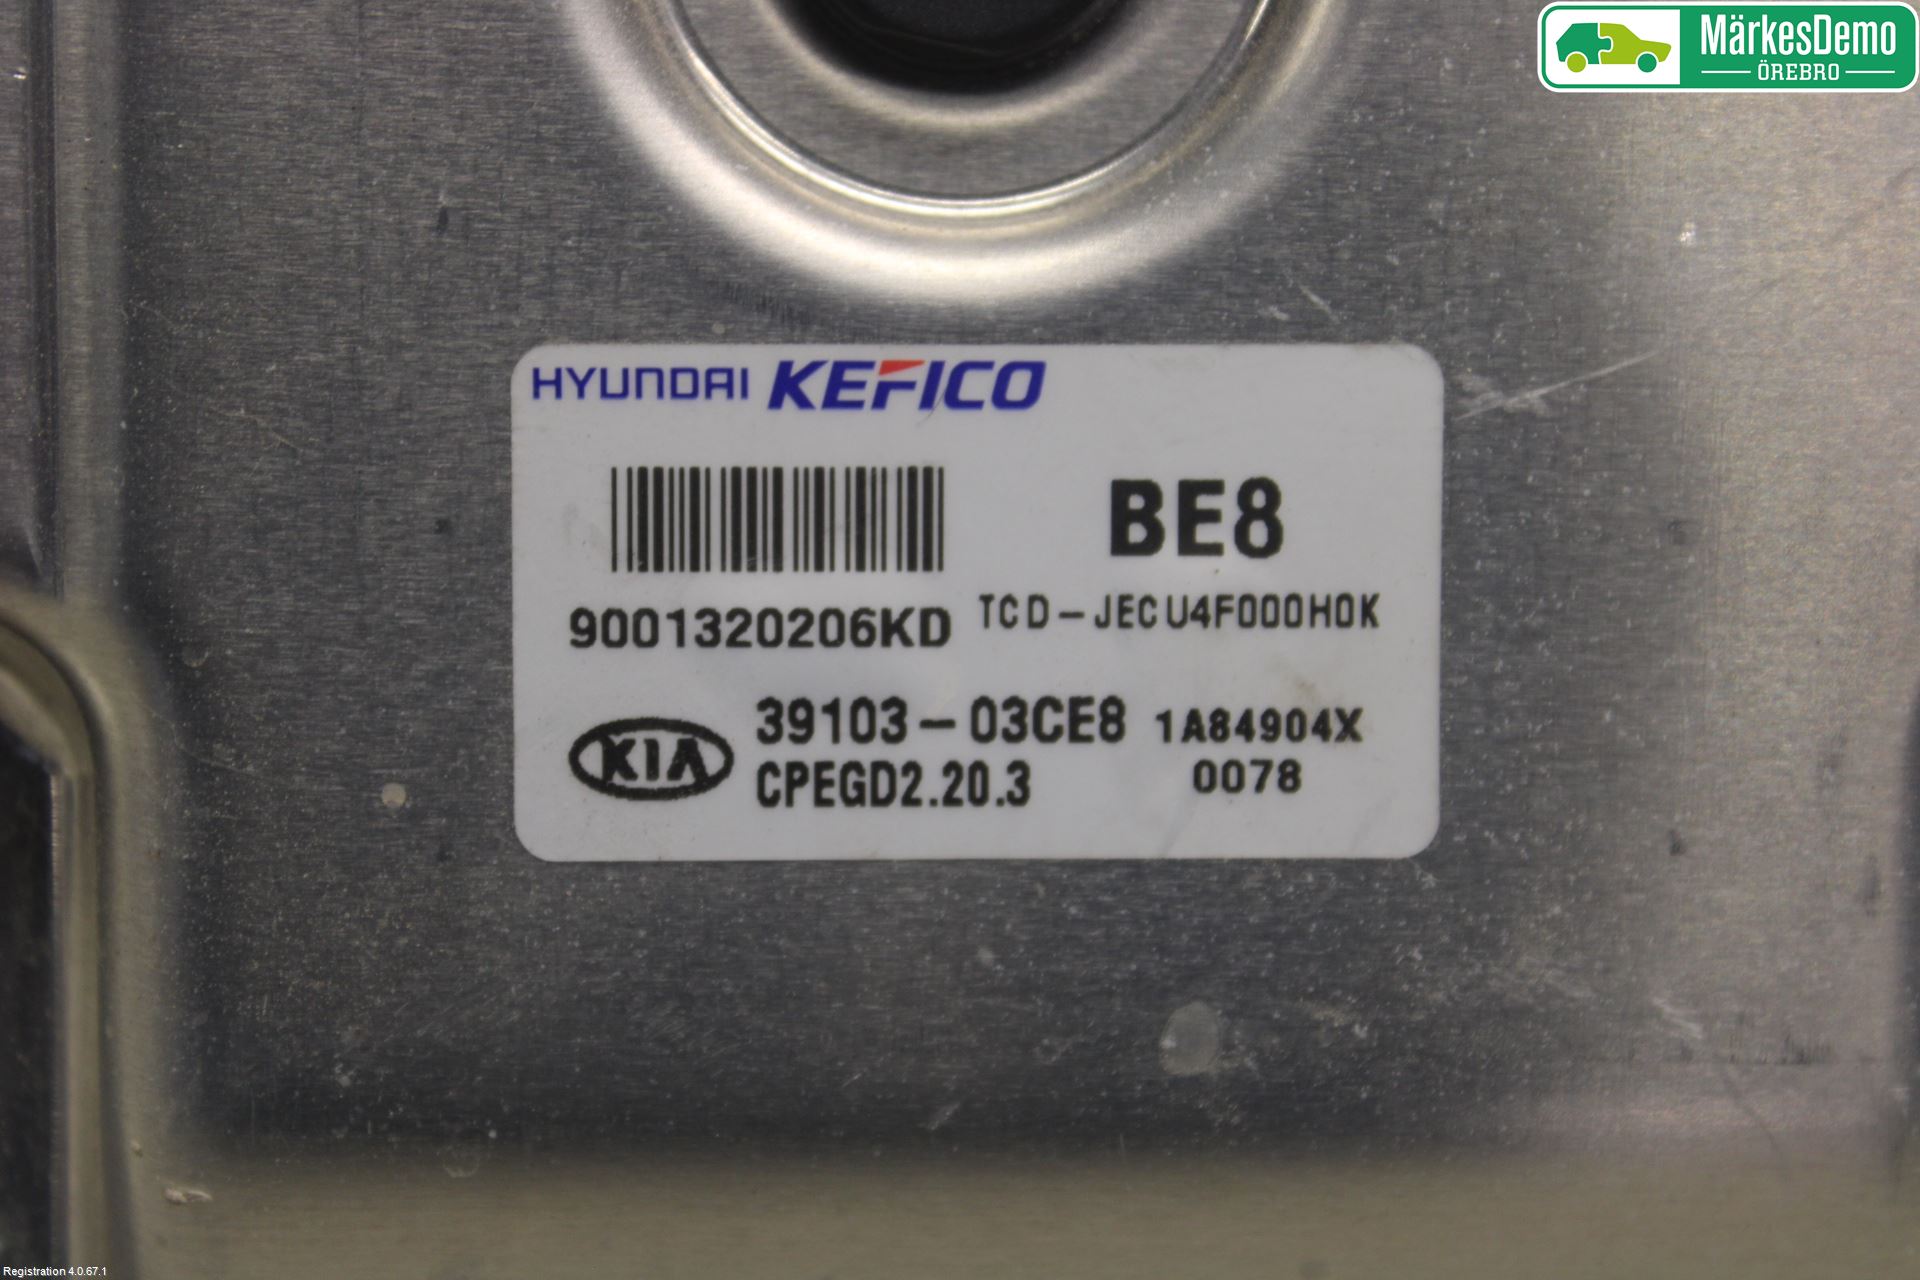 MärkesDemo
ÖREBRO
HYUNDAI KEFICO
BE8
9001320206KD TCD-JECU4F000H0K
KIA 39103-03CE8 1A84904X
CPEGD2.20.3 0078
Registration 4.0.67.1